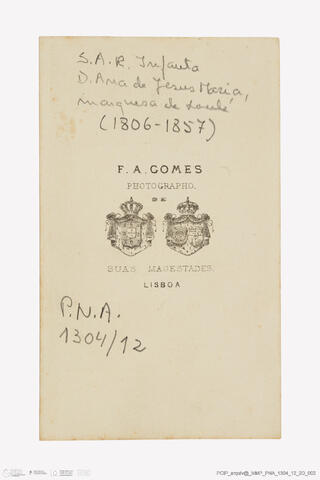 S.A.R. Infanta
D. Ana de Jesus Maria,
marquesa de Loulé
(1806-1857)
F. A. GOMES
PHOTOGRAPHO.
DE
SUAS MAGESTADES.
LISBOA
P.N.A.
1304/12